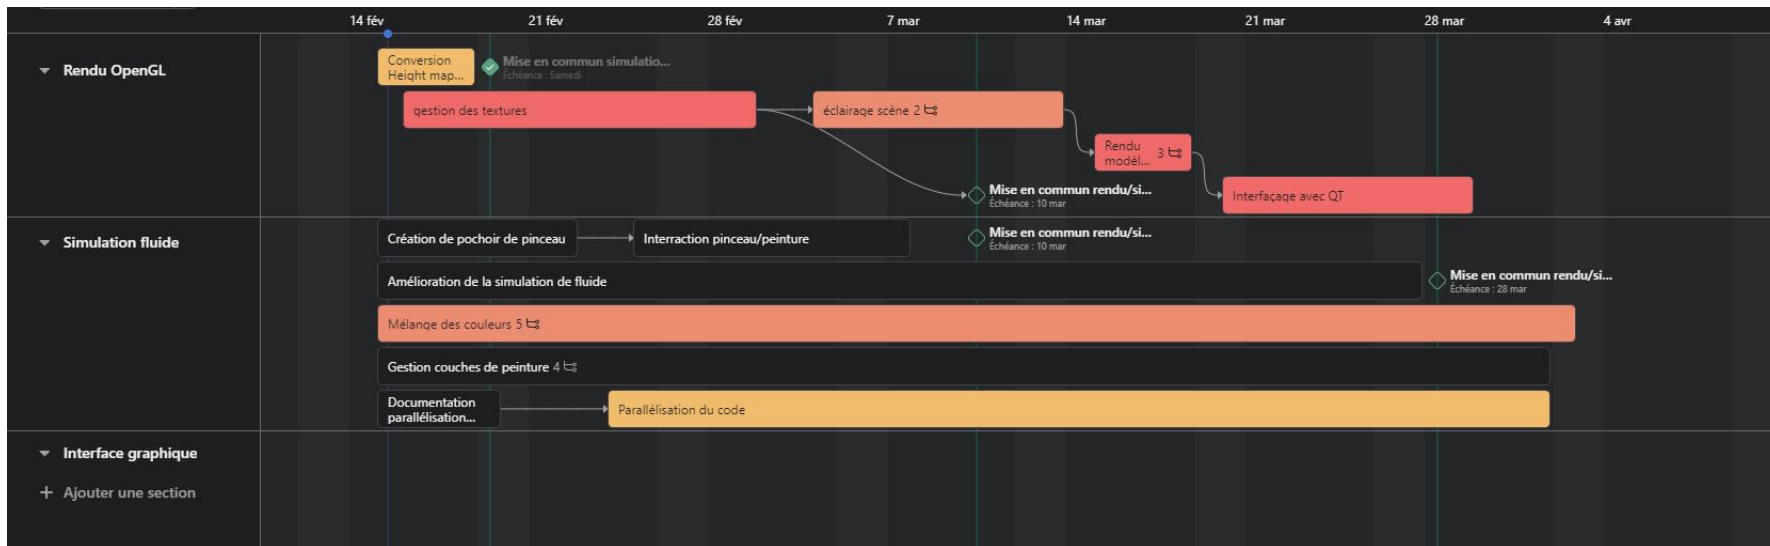 14 fév 21 fév 28 fév 7 mar 14 mar 21 mar 28 mar 4 avr
Rendu OpenGL
Conversion
Height map...
Mise en commun simulatio...
Échéance : Samedi
gestion des textures
éclairage scène 2
Rendu
modèl... 3
Mise en commun rendu/si...
Échéance : 10 mar
Interfaçage avec QT
Simulation fluide
Création de pochoir de pinceau
Interraction pinceau/peinture
Mise en commun rendu/si...
Échéance : 10 mar
Amélioration de la simulation de fluide
Mise en commun rendu/si...
Échéance : 28 mar
Mélange des couleurs 5
Gestion couches de peinture 4
Documentation
parallélisation...
Parallélisation du code
Interface graphique
+ Ajouter une section